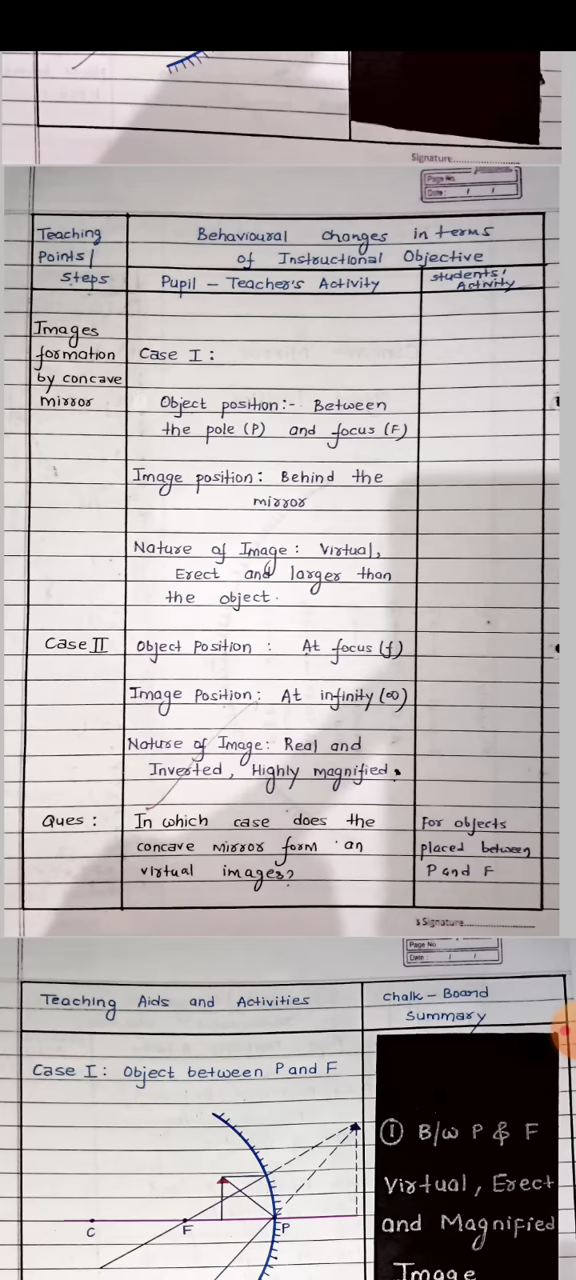 Signature
Page No.
Date : / /
Teaching Points/ Steps
Behavioural changes in terms
of Instructional Objective
Pupil - Teacher's Activity
Students' Activity
Images
formation
by concave
mirror
Case I :
Object position:- Between
the pole (P) and focus (F)
Image position: Behind the
mirror
Nature of Image : Virtual,
Erect and larger than
the object.
Case II
Object Position : At focus (f)
Image Position: At infinity (∞)
Nature of Image: Real and
Inverted, Highly magnified.
Ques :
In which case does the
concave mirror form an
virtual images?
For objects
placed between
P and F
s Signature
Page No.
Date : / /
Teaching Aids and Activities
Chalk - Board
Summary
Case I : Object between P and F
C F P
① B/w P & F
Virtual, Erect
and Magnified
Image